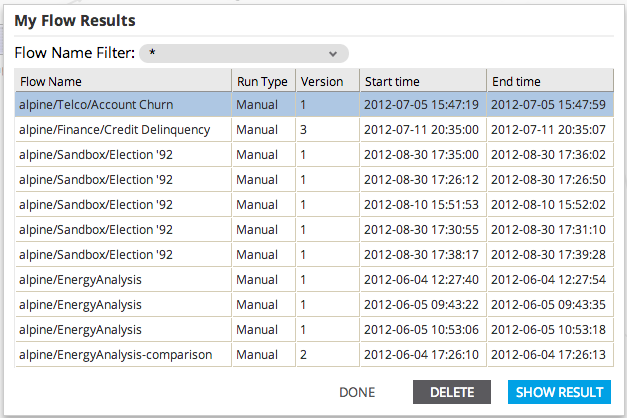 My Flow Results
Flow Name Filter: *
Flow Name Run Type Version Start time End time
alpine/Telco/Account Churn Manual 1 2012-07-05 15:47:19 2012-07-05 15:47:59
alpine/Finance/Credit Delinquency Manual 3 2012-07-11 20:35:00 2012-07-11 20:35:07
alpine/Sandbox/Election '92 Manual 1 2012-08-30 17:35:00 2012-08-30 17:36:02
alpine/Sandbox/Election '92 Manual 1 2012-08-30 17:26:12 2012-08-30 17:26:50
alpine/Sandbox/Election '92 Manual 1 2012-08-10 15:51:53 2012-08-10 15:52:02
alpine/Sandbox/Election '92 Manual 1 2012-08-30 17:30:55 2012-08-30 17:31:10
alpine/Sandbox/Election '92 Manual 1 2012-08-30 17:38:17 2012-08-30 17:39:28
alpine/EnergyAnalysis Manual 1 2012-06-04 12:27:40 2012-06-04 12:27:54
alpine/EnergyAnalysis Manual 1 2012-06-05 09:43:22 2012-06-05 09:43:35
alpine/EnergyAnalysis Manual 1 2012-06-05 10:53:06 2012-06-05 10:53:18
alpine/EnergyAnalysis-comparison Manual 2 2012-06-04 17:26:10 2012-06-04 17:26:13
DONE DELETE SHOW RESULT